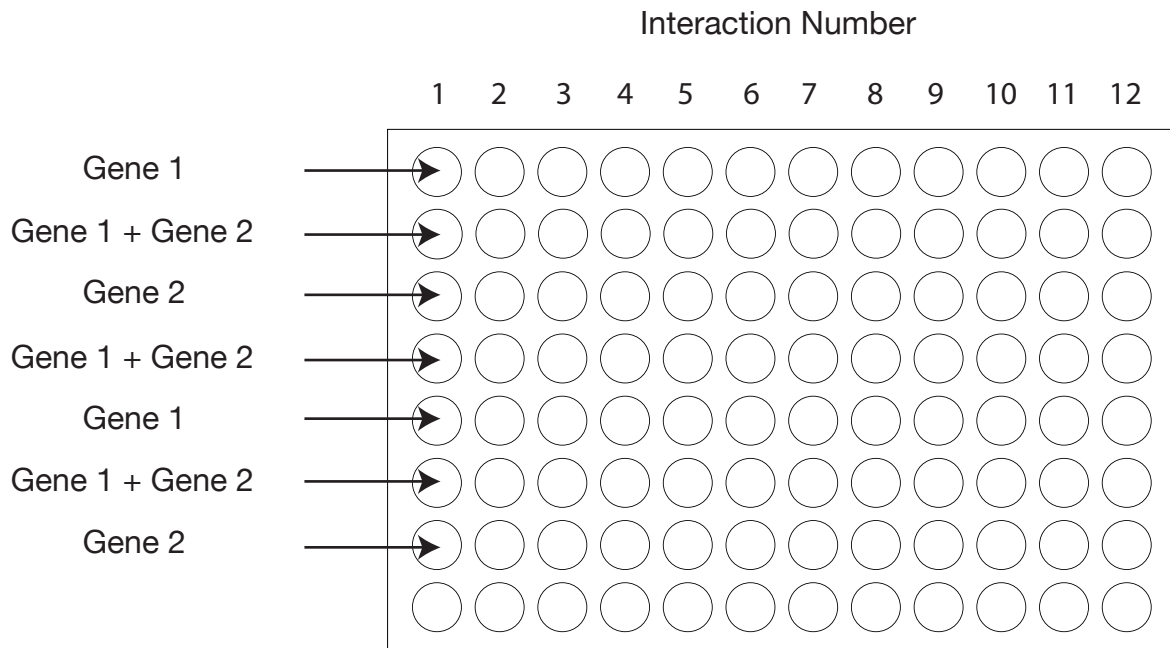 Interaction Number
1 2 3 4 5 6 7 8 9 10 11 12
Gene 1
Gene 1 + Gene 2
Gene 2
Gene 1 + Gene 2
Gene 1
Gene 1 + Gene 2
Gene 2